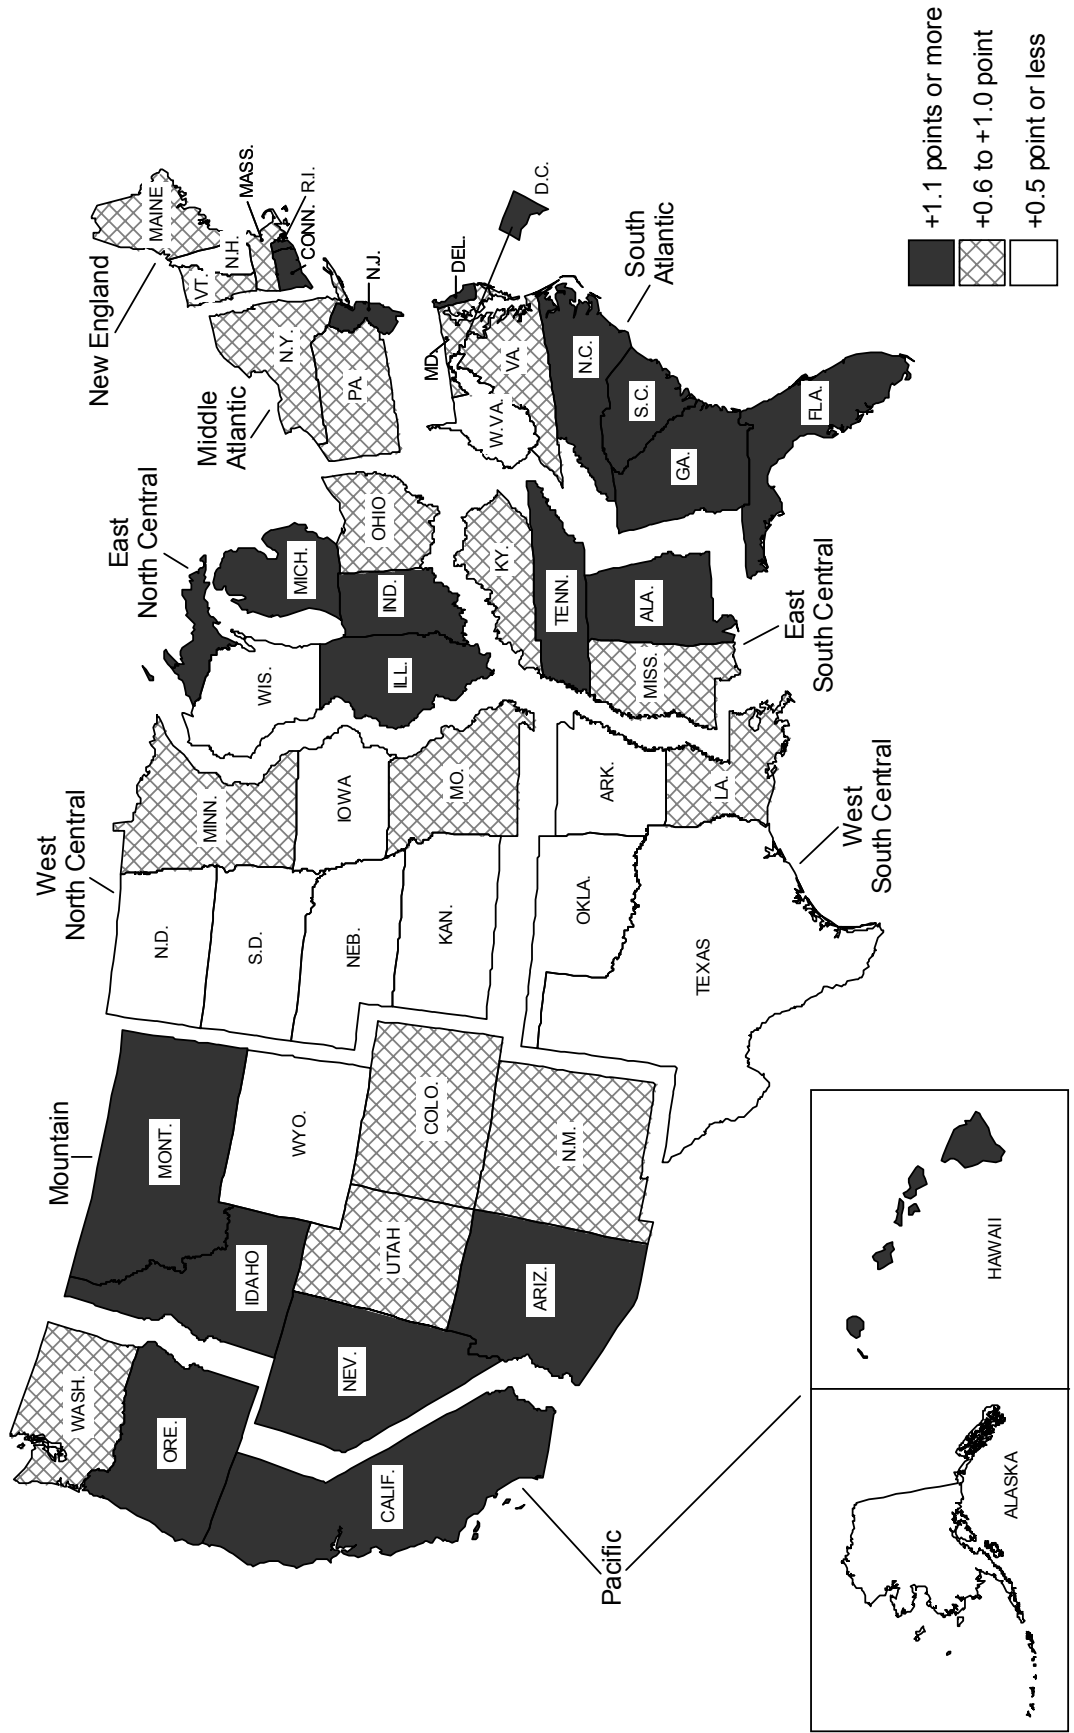 Pacific
Mountain
West
North Central
East
North Central
Middle
Atlantic
New England
South
Atlantic
East
South Central
West
South Central
WASH.
ORE.
CALIF.
NEV.
IDAHO
MONT.
WYO.
UTAH
COLO.
ARIZ.
N.M.
N.D.
S.D.
NEB.
KAN.
MINN.
IOWA
MO.
OKLA.
ARK.
TEXAS
LA.
WIS.
MICH.
ILL.
IND.
OHIO
KY.
TENN.
MISS.
ALA.
N.Y.
PA.
N.J.
VT.
N.H.
MAINE
MASS.
CONN.
R.I.
DEL.
MD.
D.C.
W.VA.
VA.
N.C.
S.C.
GA.
FLA.
ALASKA
HAWAII
+1.1 points or more
+0.6 to +1.0 point
+0.5 point or less